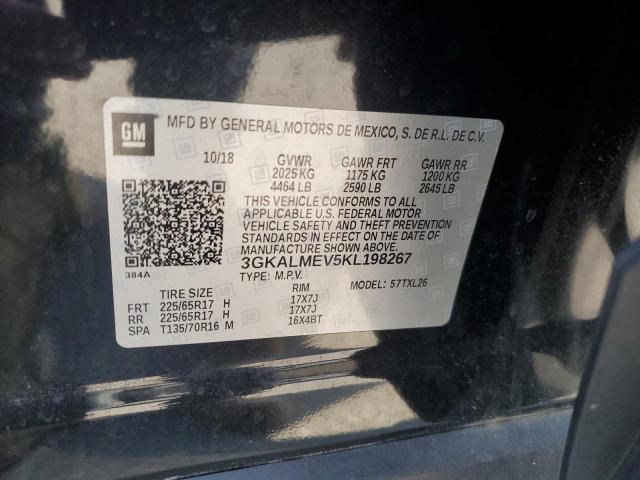 GM
MFD BY GENERAL MOTORS DE MEXICO, S. DE R.L. DE C.V.
10/18 GVWR GAWR FRT GAWR RR
2025 KG 1175 KG 1200 KG
4464 LB 2590 LB 2645 LB
THIS VEHICLE CONFORMS TO ALL
APPLICABLE U.S. FEDERAL MOTOR
VEHICLE SAFETY AND THEFT PREVENTION
STANDARDS IN EFFECT ON THE DATE OF
MANUFACTURE SHOWN ABOVE.
384A 3GKALMEV5KL198267
TYPE: M.P.V. MODEL: 57TXL26
TIRE SIZE RIM
FRT 225/65R17 H 17X7J
RR 225/65R17 H 17X7J
SPA T135/70R16 M 16X4BT